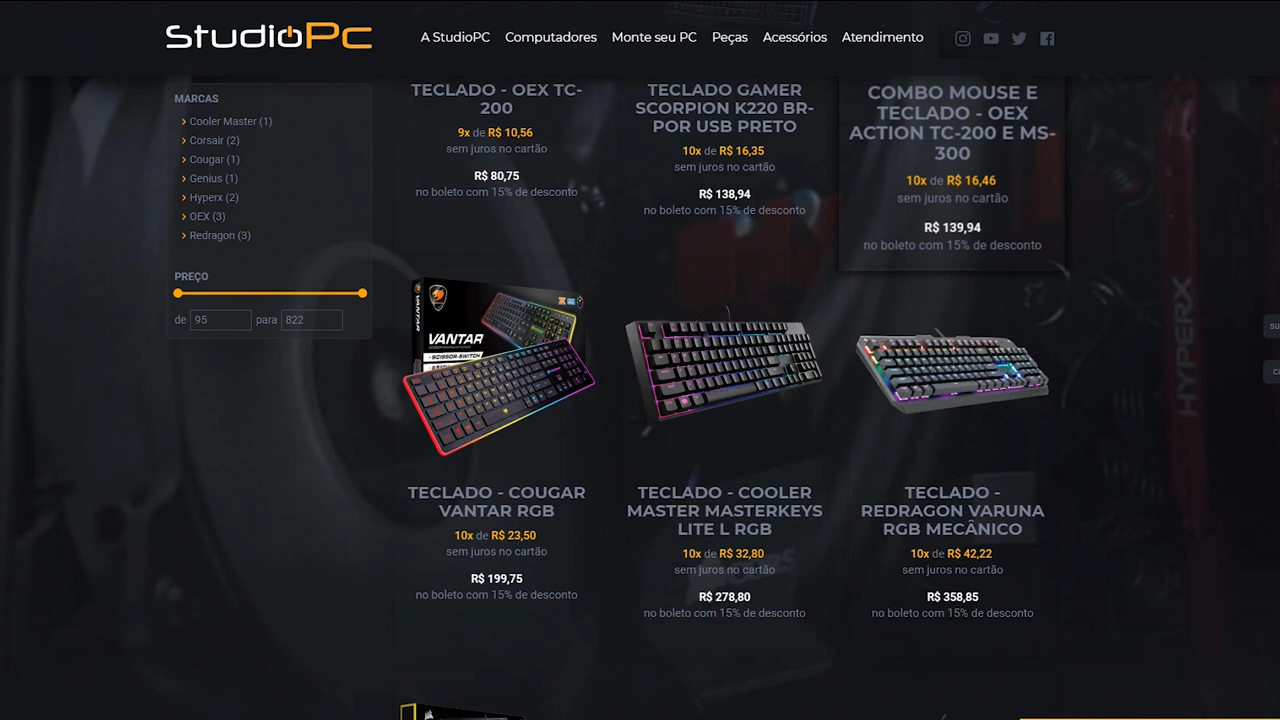 StudioPc
A StudioPC
Computadores
Monte seu PC
Peças
Acessórios
Atendimento
MARCAS
Cooler Master (1)
Corsair (2)
Cougar (1)
Genius (1)
Hyperx (2)
OEX (3)
Redragon (3)
PREÇO
de 95 para 822
TECLADO - OEX TC-
200
9x de R$ 10,56
sem juros no cartão
R$ 80,75
no boleto com 15% de desconto
TECLADO GAMER
SCORPION K220 BR-
POR USB PRETO
10x de R$ 16,35
sem juros no cartão
R$ 138,94
no boleto com 15% de desconto
COMBO MOUSE E
TECLADO - OEX
ACTION TC-200 E MS-
300
10x de R$ 16,46
sem juros no cartão
R$ 139,94
no boleto com 15% de desconto
VANTAR
SCISSOR-SWITCH
TECLADO - COUGAR
VANTAR RGB
10x de R$ 23,50
sem juros no cartão
R$ 199,75
no boleto com 15% de desconto
TECLADO - COOLER
MASTER MASTERKEYS
LITE L RGB
10x de R$ 32,80
sem juros no cartão
R$ 278,80
no boleto com 15% de desconto
TECLADO -
REDRAGON VARUNA
RGB MECÂNICO
10x de R$ 42,22
sem juros no cartão
R$ 358,85
no boleto com 15% de desconto
HYPERX